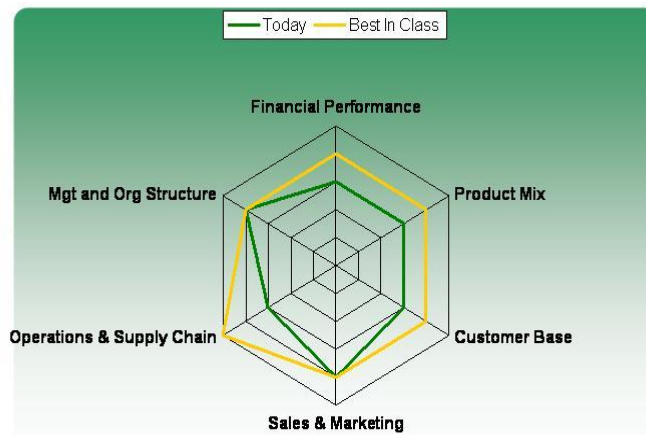 Today Best In Class
Financial Performance
Mgt and Org Structure
Product Mix
Operations & Supply Chain
Customer Base
Sales & Marketing